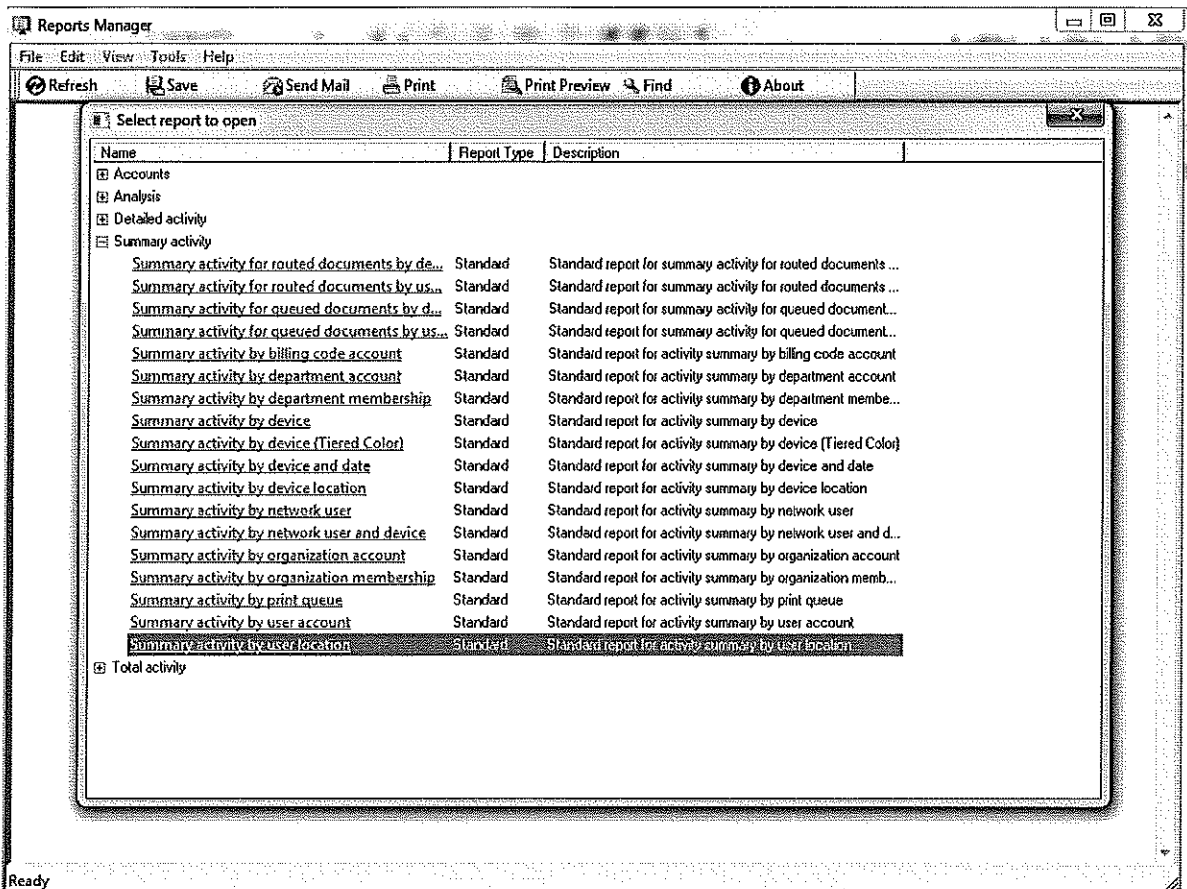 Reports Manager
File Edit View Tools Help
Refresh Save Send Mail Print Print Preview Find About
Select report to open
Name Report Type Description
Accounts
Analysis
Detailed activity
Summary activity
Summary activity for routed documents by de... Standard Standard report for summary activity for routed documents ...
Summary activity for routed documents by us... Standard Standard report for summary activity for routed documents ...
Summary activity for queued documents by d... Standard Standard report for summary activity for queued document...
Summary activity for queued documents by us... Standard Standard report for summary activity for queued document...
Summary activity by billing code account Standard Standard report for activity summary by billing code account
Summary activity by department account Standard Standard report for activity summary by department account
Summary activity by department membership Standard Standard report for activity summary by department membe...
Summary activity by device Standard Standard report for activity summary by device
Summary activity by device (Tiered Color) Standard Standard report for activity summary by device (Tiered Color)
Summary activity by device and date Standard Standard report for activity summary by device and date
Summary activity by device location Standard Standard report for activity summary by device location
Summary activity by network user Standard Standard report for activity summary by network user
Summary activity by network user and device Standard Standard report for activity summary by network user and d...
Summary activity by organization account Standard Standard report for activity summary by organization account
Summary activity by organization membership Standard Standard report for activity summary by organization memb...
Summary activity by print queue Standard Standard report for activity summary by print queue
Summary activity by user account Standard Standard report for activity summary by user account
Summary activity by user location Standard Standard report for activity summary by user location
Total activity
Ready